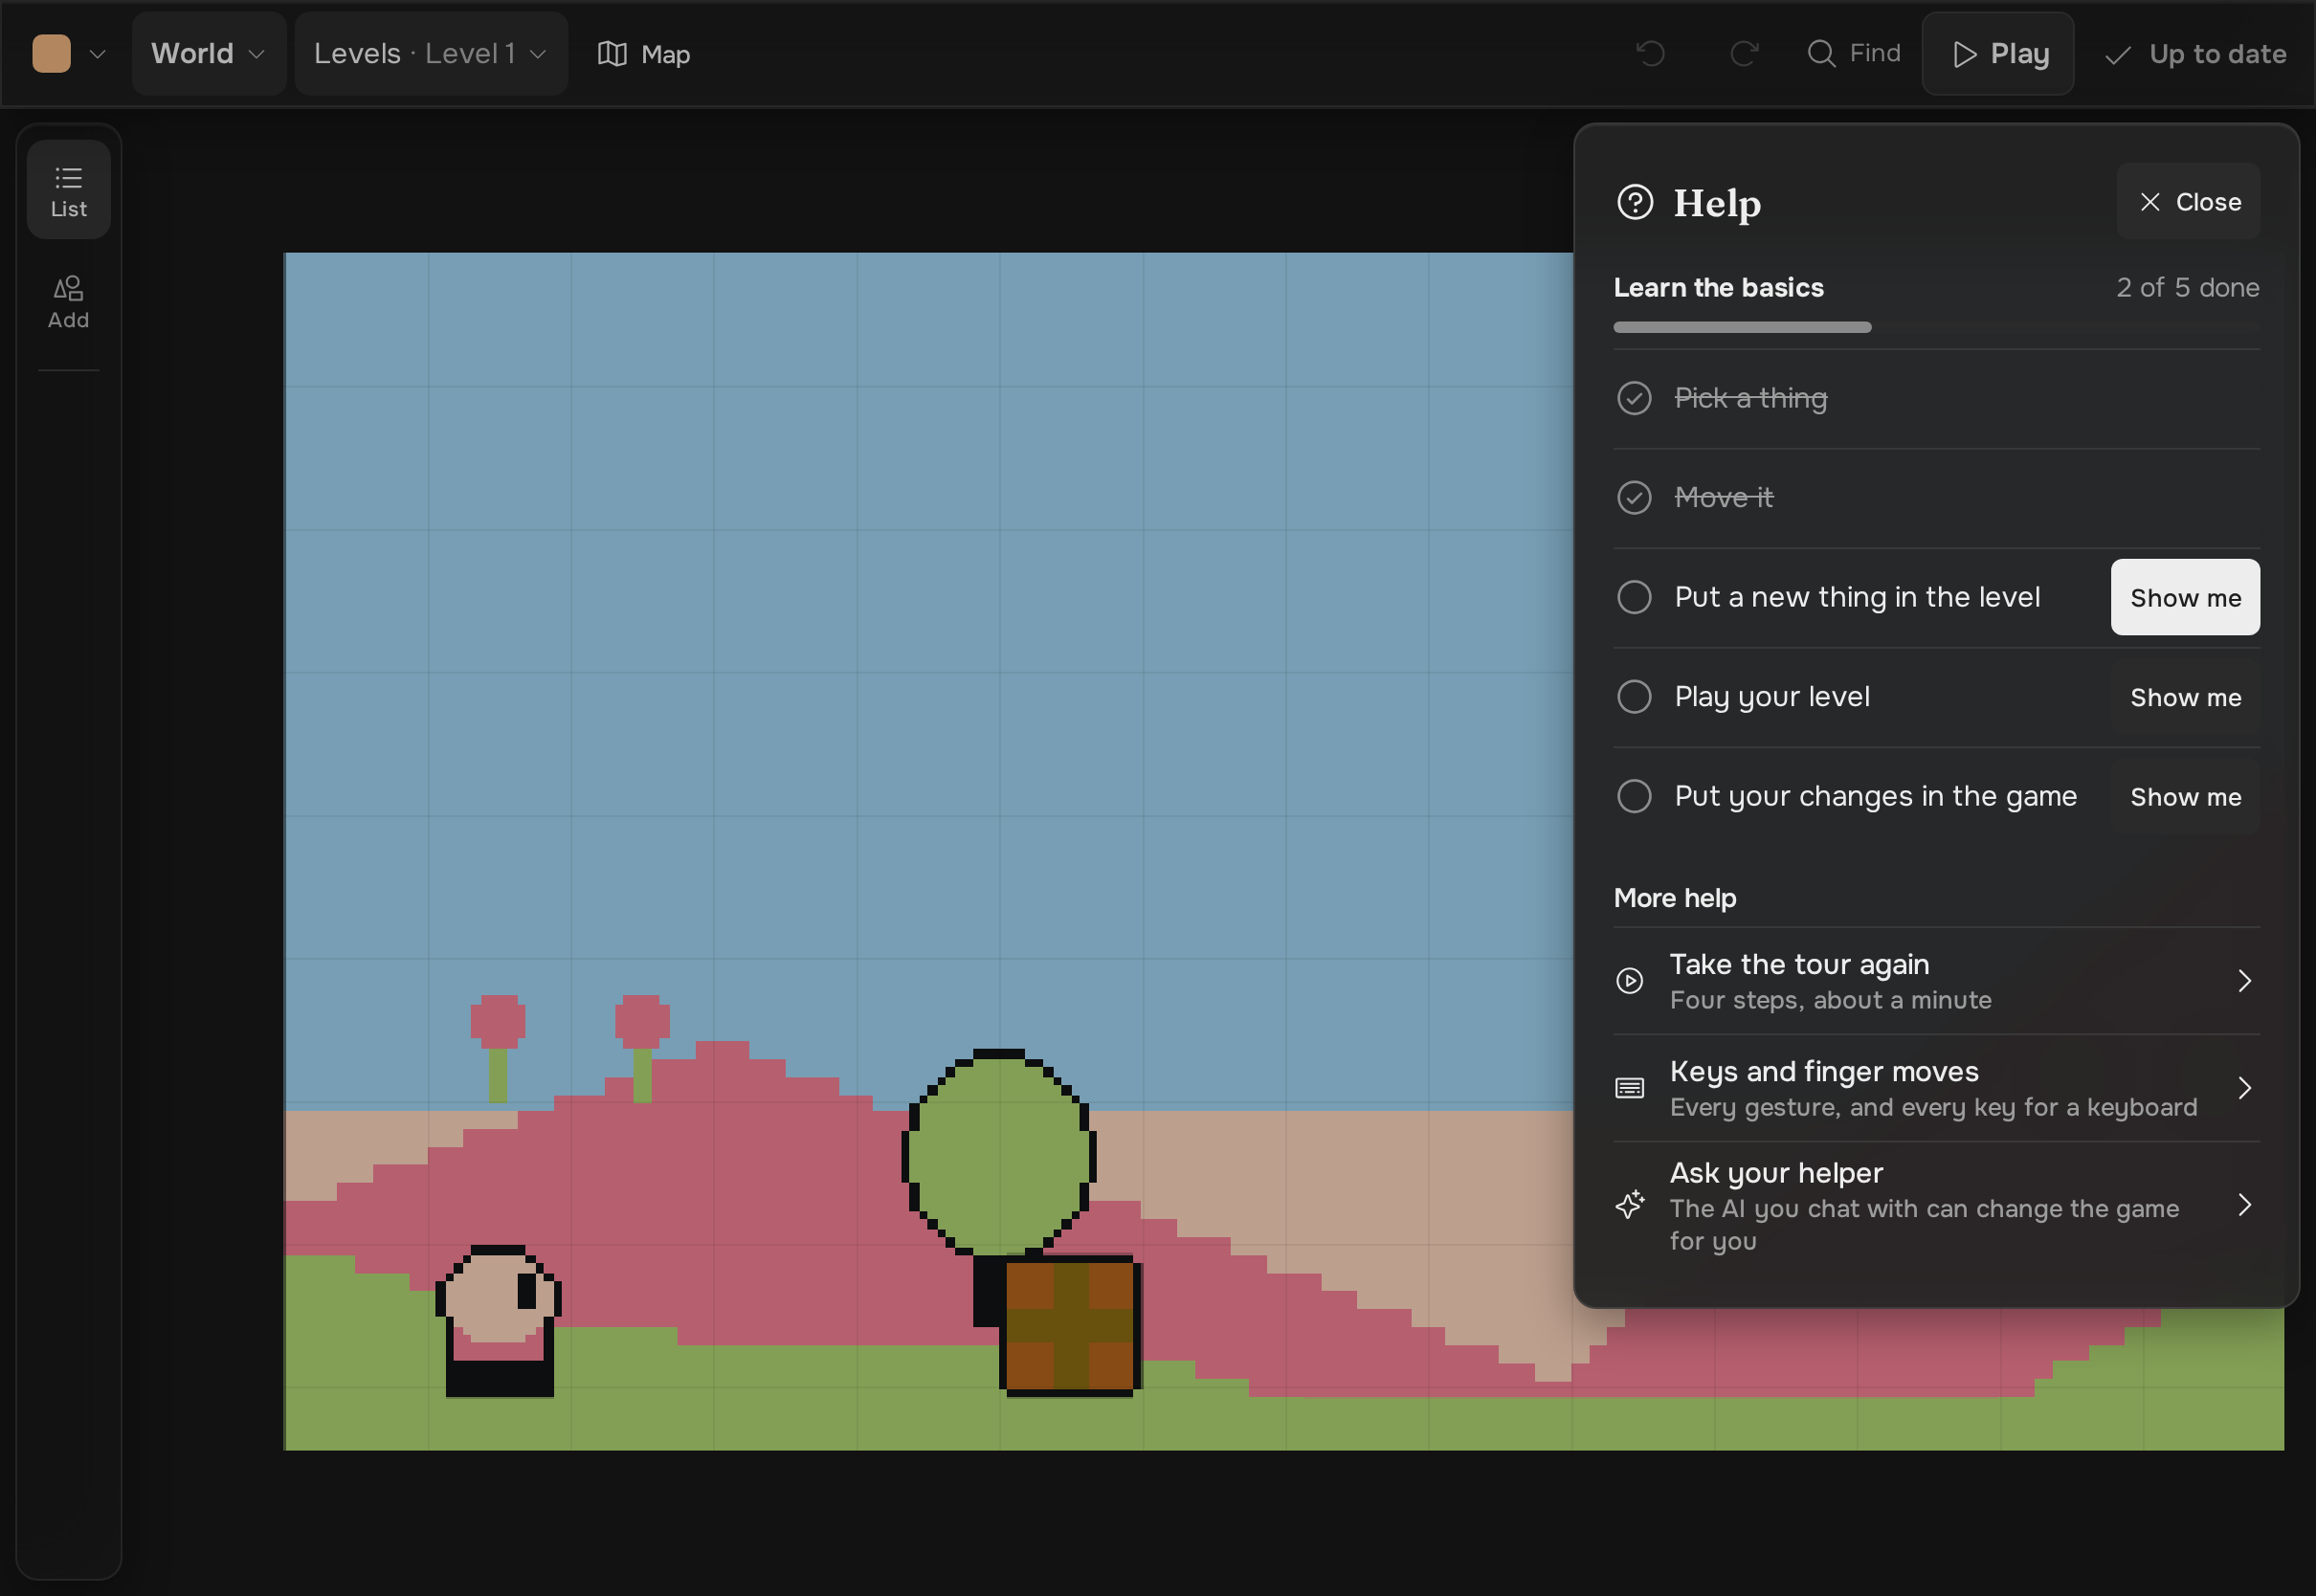 World
Levels · Level 1
Map
Find
Play
Up to date
List
Add
Help
Close
Learn the basics
2 of 5 done
Pick a thing
Move it
Put a new thing in the level
Show me
Play your level
Show me
Put your changes in the game
Show me
More help
Take the tour again
Four steps, about a minute
Keys and finger moves
Every gesture, and every key for a keyboard
Ask your helper
The AI you chat with can change the game
for you